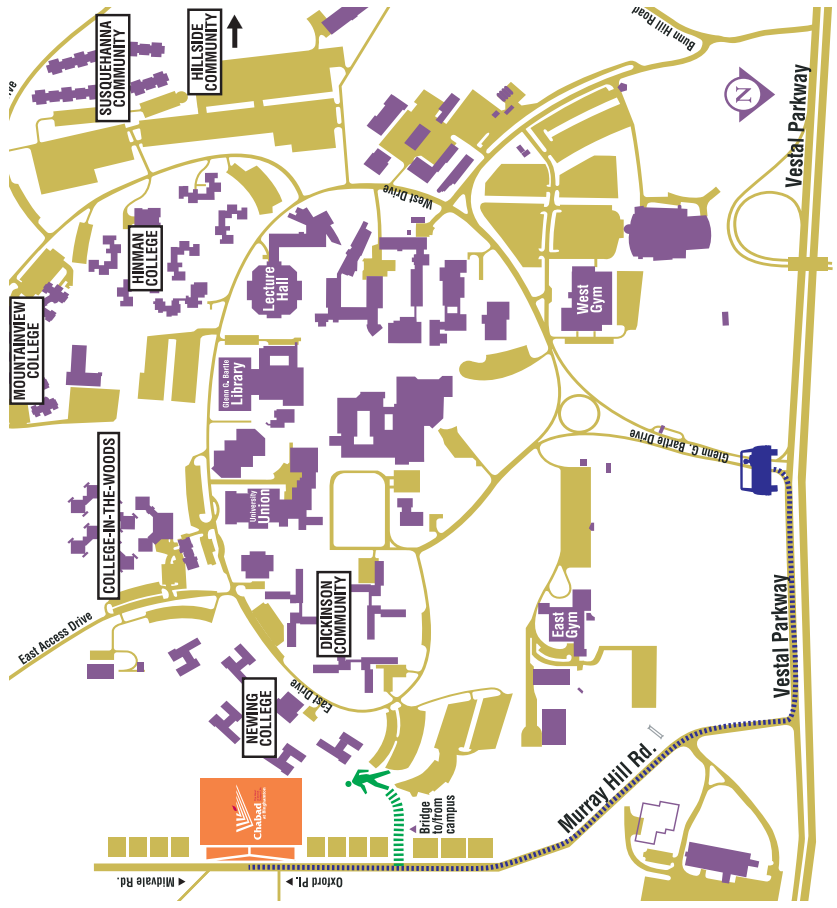 SUSQUEHANNA
COMMUNITY
HILLSIDE
COMMUNITY
Bunn Hill Road
N
Vestal Parkway
West Drive
HINMAN
COLLEGE
Lecture
Hall
West
Gym
MOUNTAINVIEW
COLLEGE
Glenn G. Bartle
Library
Glenn G. Bartle Drive
COLLEGE-IN-THE-WOODS
University
Union
DICKINSON
COMMUNITY
East
Gym
Vestal Parkway
East Access Drive
East Drive
NEWING
COLLEGE
Murray Hill Rd.
Chabad
Bridge
to/from
campus
Midvale Rd.
Oxford Pl.